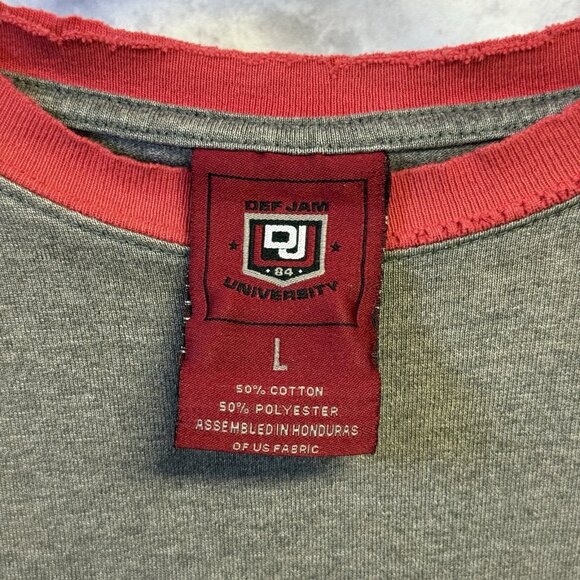 DEF JAM
DJ
84
UNIVERSITY
L
50% COTTON
50% POLYESTER
ASSEMBLED IN HONDURAS
OF US FABRIC